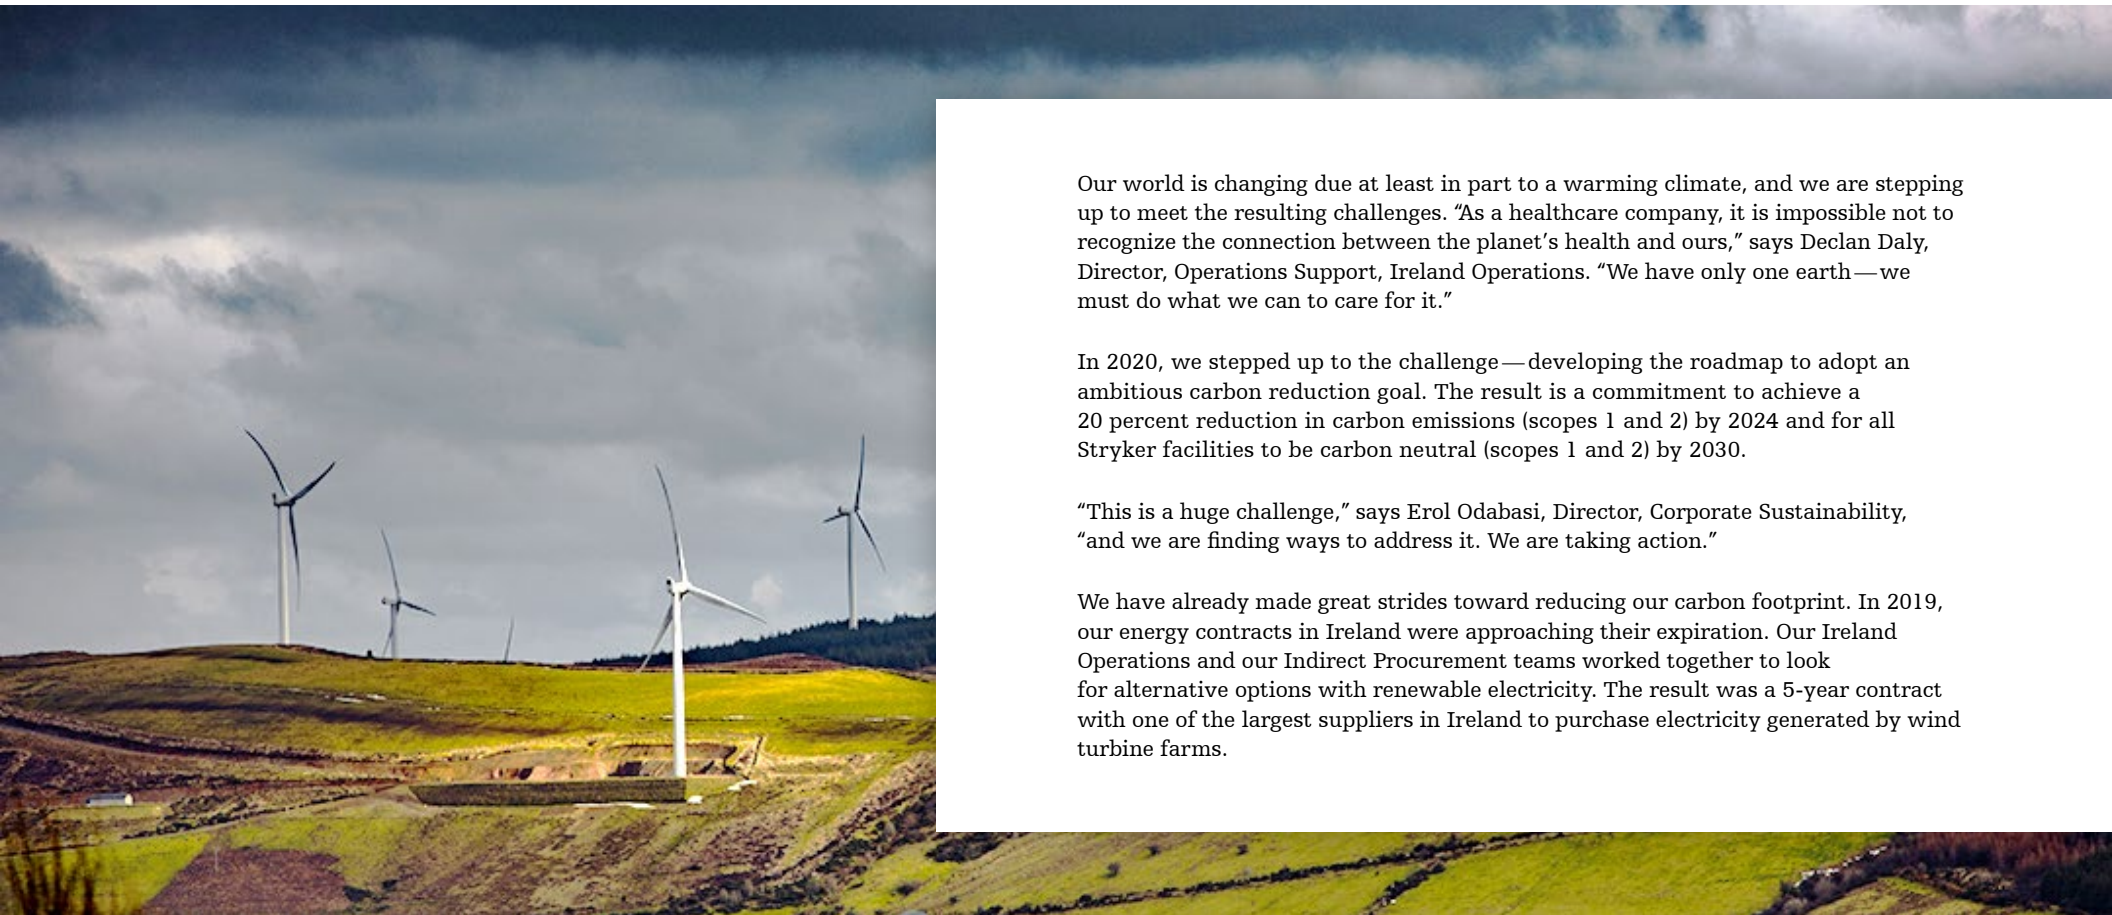 Our world is changing due at least in part to a warming climate, and we are stepping
up to meet the resulting challenges. “As a healthcare company, it is impossible not to
recognize the connection between the planet’s health and ours,” says Declan Daly,
Director, Operations Support, Ireland Operations. “We have only one earth—we
must do what we can to care for it.”
In 2020, we stepped up to the challenge—developing the roadmap to adopt an
ambitious carbon reduction goal. The result is a commitment to achieve a
20 percent reduction in carbon emissions (scopes 1 and 2) by 2024 and for all
Stryker facilities to be carbon neutral (scopes 1 and 2) by 2030.
“This is a huge challenge,” says Erol Odabasi, Director, Corporate Sustainability,
“and we are finding ways to address it. We are taking action.”
We have already made great strides toward reducing our carbon footprint. In 2019,
our energy contracts in Ireland were approaching their expiration. Our Ireland
Operations and our Indirect Procurement teams worked together to look
for alternative options with renewable electricity. The result was a 5-year contract
with one of the largest suppliers in Ireland to purchase electricity generated by wind
turbine farms.